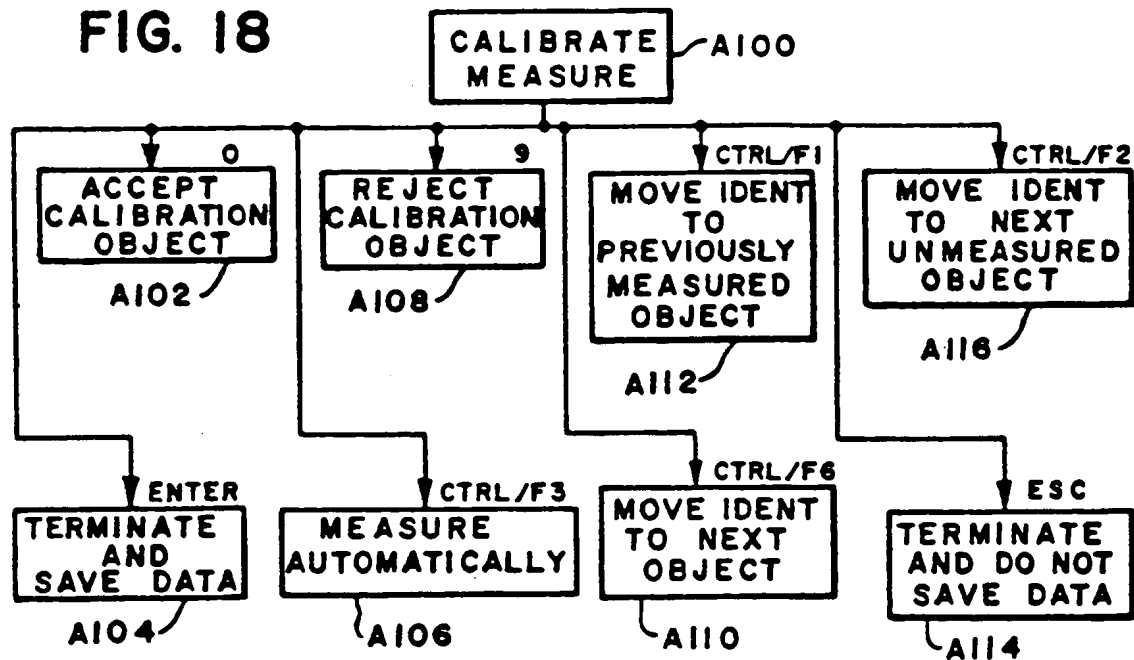 FIG. 18
CALIBRATE
MEASURE
A100
0
ACCEPT
CALIBRATION
OBJECT
A102
9
REJECT
CALIBRATION
OBJECT
A108
CTRL/F1
MOVE IDENT
TO
PREVIOUSLY
MEASURED
OBJECT
A112
CTRL/F2
MOVE IDENT
TO NEXT
UNMEASURED
OBJECT
A116
ENTER
TERMINATE
AND
SAVE DATA
A104
CTRL/F3
MEASURE
AUTOMATICALLY
A106
CTRL/F6
MOVE IDENT
TO NEXT
OBJECT
A110
ESC
TERMINATE
AND DO NOT
SAVE DATA
A114